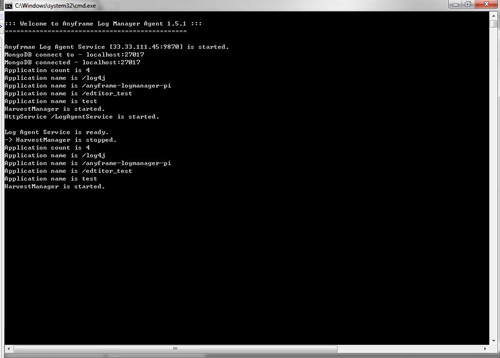 C:\Windows\system32\cmd.exe
::: Welcome to Anyframe Log Manager Agent 1.5.1 :::
==============================================
Anyfrmae Log Agent Service [33.33.111.45:9870] is started.
MongoDB connect to - localhost:27017
MongoDB connected - localhost:27017
Application count is 4
Application name is /log4j
Application name is /anyframe-logmanager-pi
Application name is /edtitor_test
Application name is test
HarvestManager is started.
HttpService /LogAgentService is started.
Log Agent Service is ready.
-> HarvestManager is stopped.
Application count is 4
Application name is /log4j
Application name is /anyframe-logmanager-pi
Application name is /edtitor_test
Application name is test
HarvestManager is started.